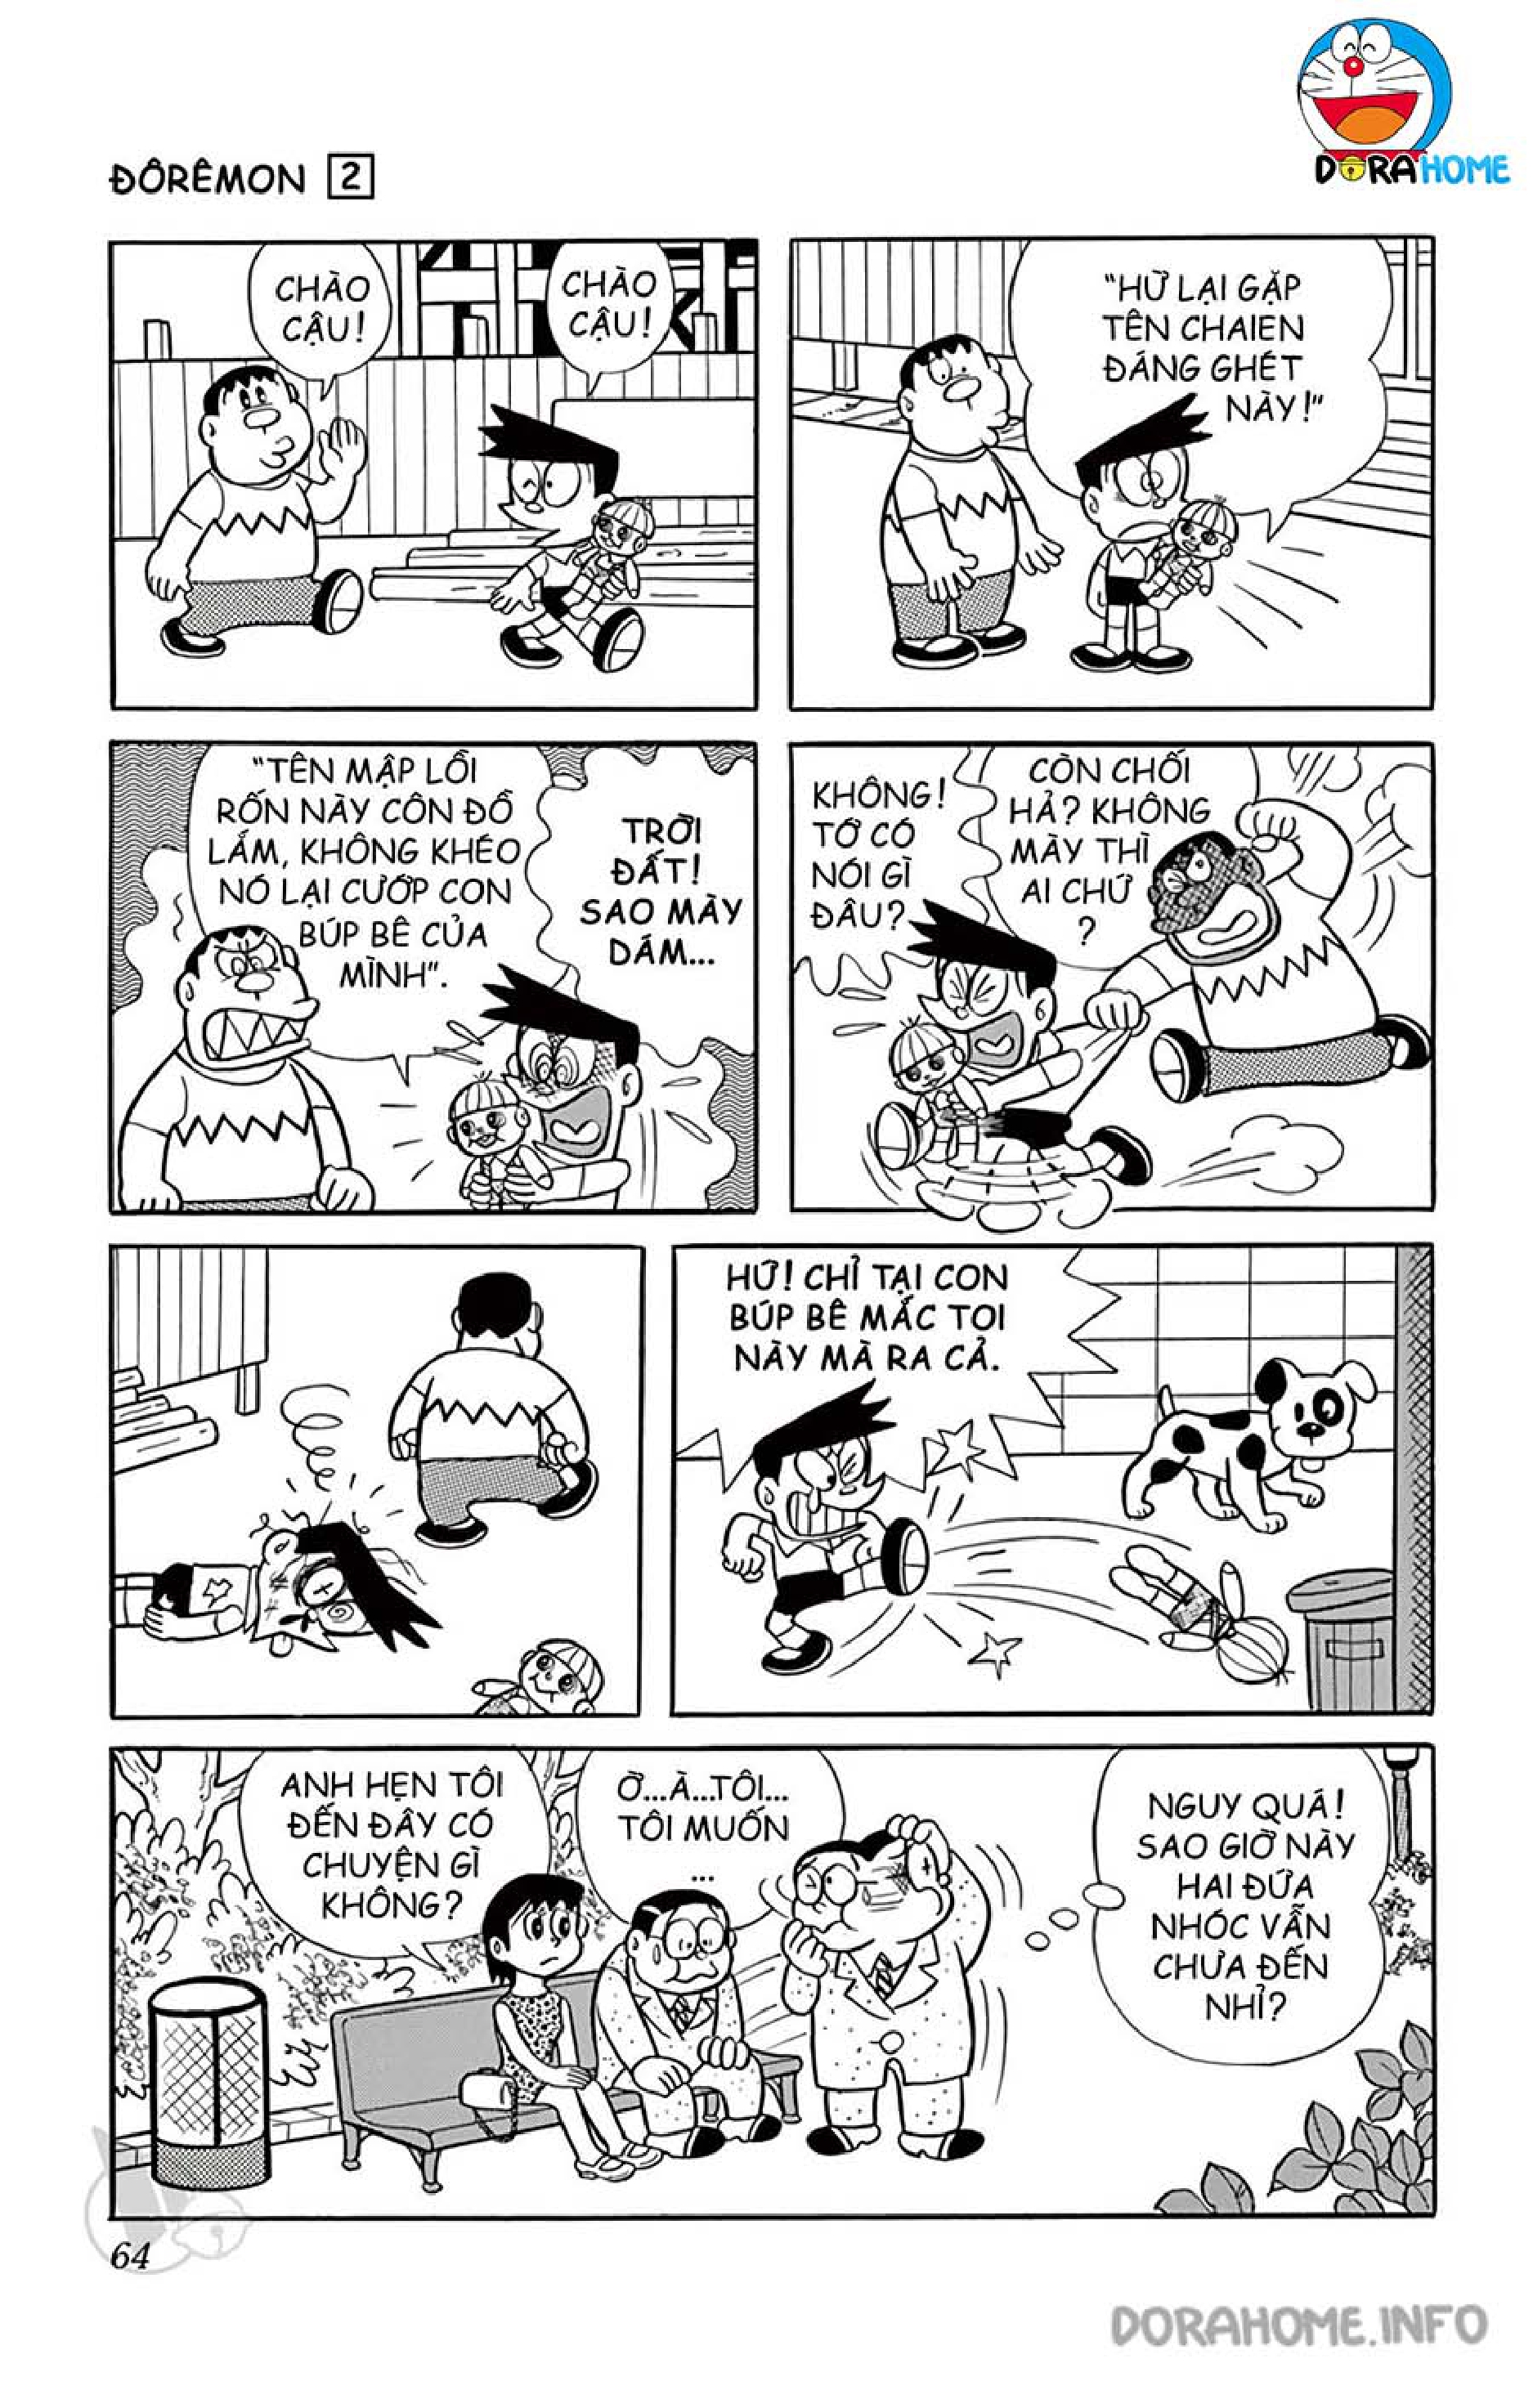 DORAHOME
ĐÔRÊMON 2
CHÀO
CẬU!
CHÀO
CẬU!
"HỪ LẠI GẶP
TÊN CHAIEN
ĐÁNG GHÉT
NÀY!"
"TÊN MẬP LỒI
RỐN NÀY CÔN ĐỒ
LẮM, KHÔNG KHÉO
NÓ LẠI CƯỚP CON
BÚP BÊ CỦA
MÌNH".
TRỜI
ĐẤT!
SAO MÀY
DÁM...
KHÔNG!
TỚ CÓ
NÓI GÌ
ĐÂU?
CÒN CHỐI
HẢ? KHÔNG
MÀY THÌ
AI CHỨ
?
HỨ! CHỈ TẠI CON
BÚP BÊ MẮC TOI
NÀY MÀ RA CẢ.
ANH HẸN TÔI
ĐẾN ĐÂY CÓ
CHUYỆN GÌ
KHÔNG?
Ờ...À...TÔI...
TÔI MUỐN
...
NGUY QUÁ!
SAO GIỜ NÀY
HAI ĐỨA
NHÓC VẪN
CHƯA ĐẾN
NHỈ?
64
DORAHOME.INFO